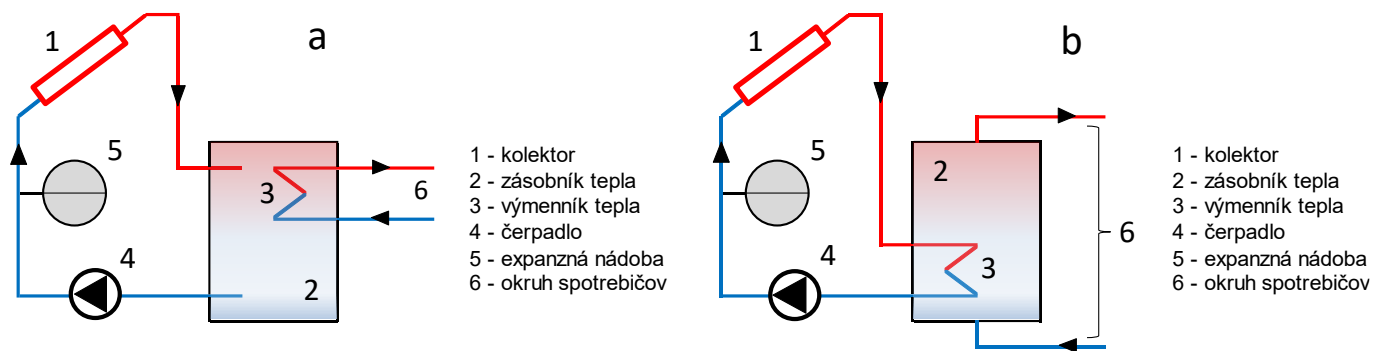 a
1
5
3
6
4
2
1 - kolektor
2 - zásobník tepla
3 - výmenník tepla
4 - čerpadlo
5 - expanzná nádoba
6 - okruh spotrebičov
b
1
5
2
4
3
6
1 - kolektor
2 - zásobník tepla
3 - výmenník tepla
4 - čerpadlo
5 - expanzná nádoba
6 - okruh spotrebičov